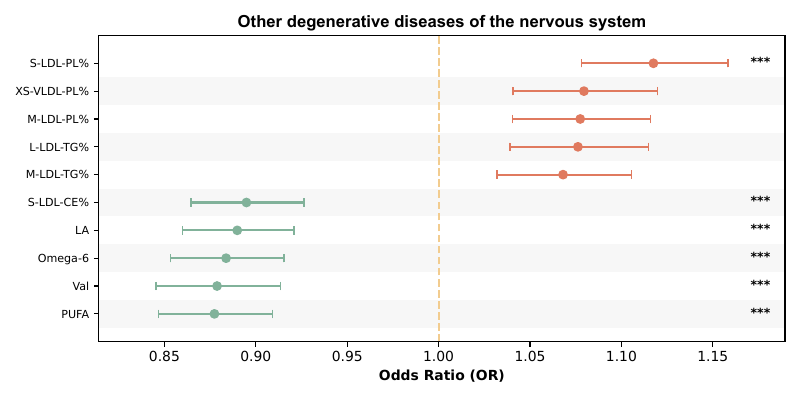 Other degenerative diseases of the nervous system
S-LDL-PL% ***
XS-VLDL-PL%
M-LDL-PL%
L-LDL-TG%
M-LDL-TG%
S-LDL-CE% ***
LA ***
Omega-6 ***
Val ***
PUFA ***
0.85 0.90 0.95 1.00 1.05 1.10 1.15
Odds Ratio (OR)